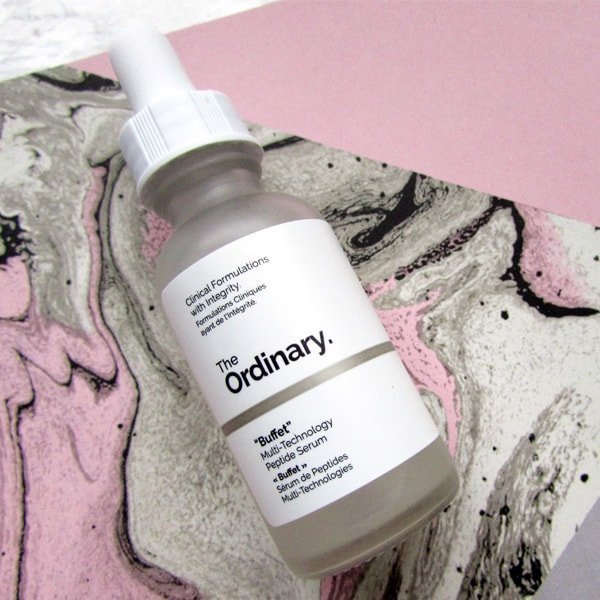 Clinical Formulations
with Integrity.
Formulations Cliniques
ayant de l'intégrité.
The
Ordinary.
"Buffet"
Multi-Technology
Peptide Serum
« Buffet »
Sérum de Peptides
Multi-Technologies